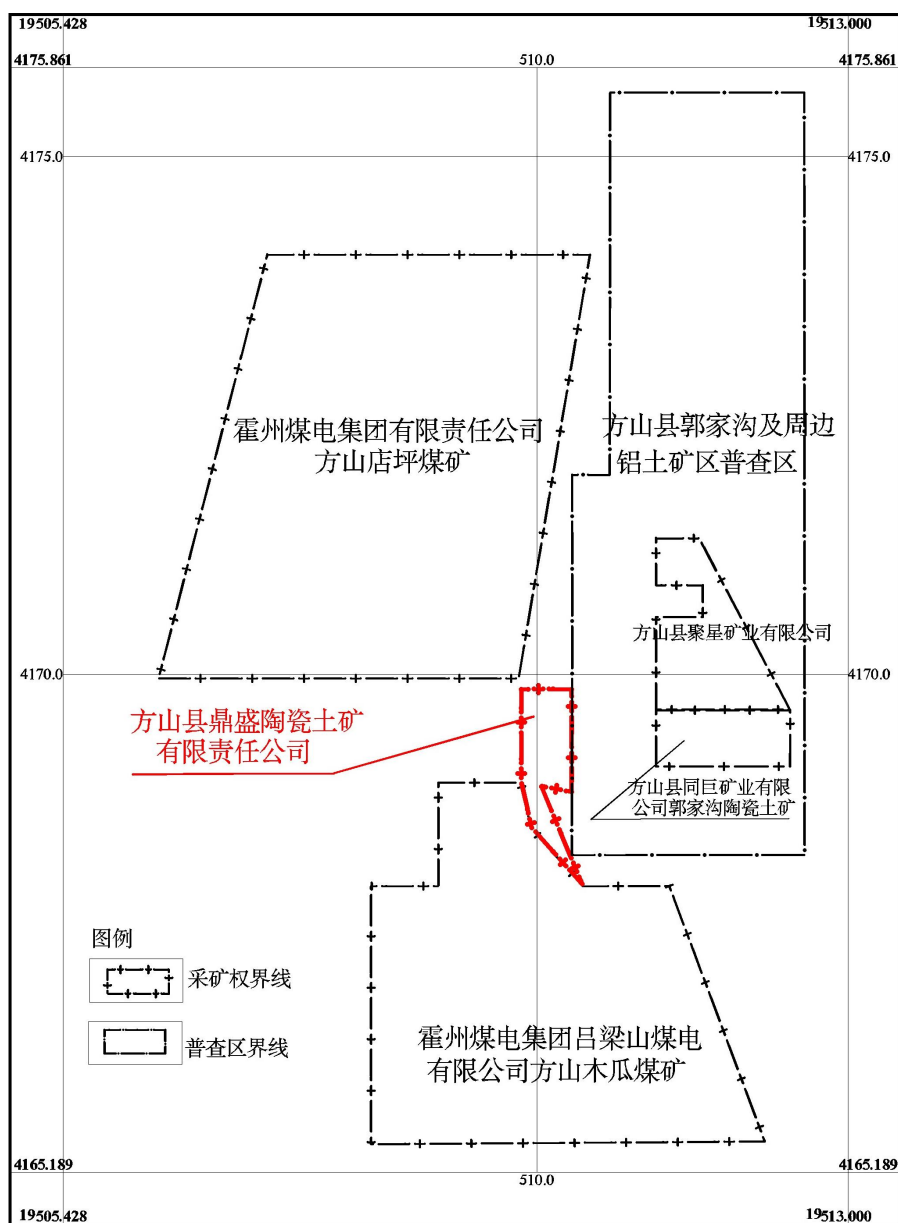 19505.428
19513.000
4175.861
510.0
4175.861
4175.0
4175.0
霍州煤电集团有限责任公司
方山店坪煤矿
方山县郭家沟及周边
铝土矿区普查区
方山县聚星矿业有限公司
4170.0
4170.0
方山县鼎盛陶瓷土矿
有限责任公司
方山县同巨矿业有限
公司郭家沟陶瓷土矿
图例
采矿权界线
普查区界线
霍州煤电集团吕梁山煤电
有限公司方山木瓜煤矿
4165.189
510.0
4165.189
19505.428
19513.000